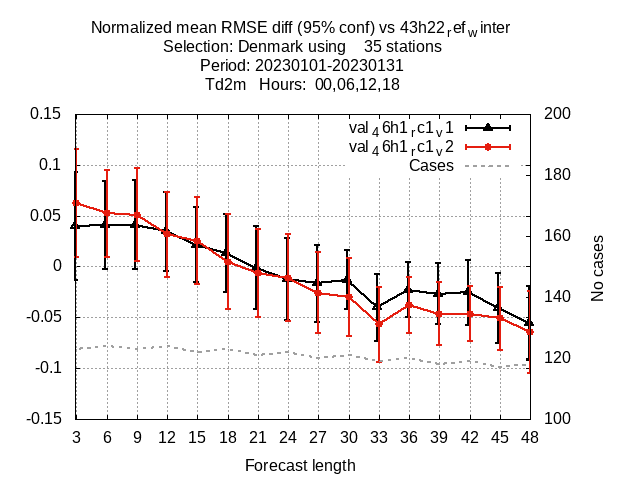 Normalized mean RMSE diff (95% conf) vs 43h22refwinter
Selection: Denmark using    35 stations
Period: 20230101-20230131
Td2m   Hours:  00,06,12,18
0.15
0.1
0.05
0
-0.05
-0.1
-0.15
200
180
160
140
120
100
val46h1rc1v1
val46h1rc1v2
Cases
No cases
3 6 9 12 15 18 21 24 27 30 33 36 39 42 45 48
Forecast length